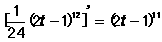 [1/24 (2t-1)¹²]' = (2t-1)¹¹